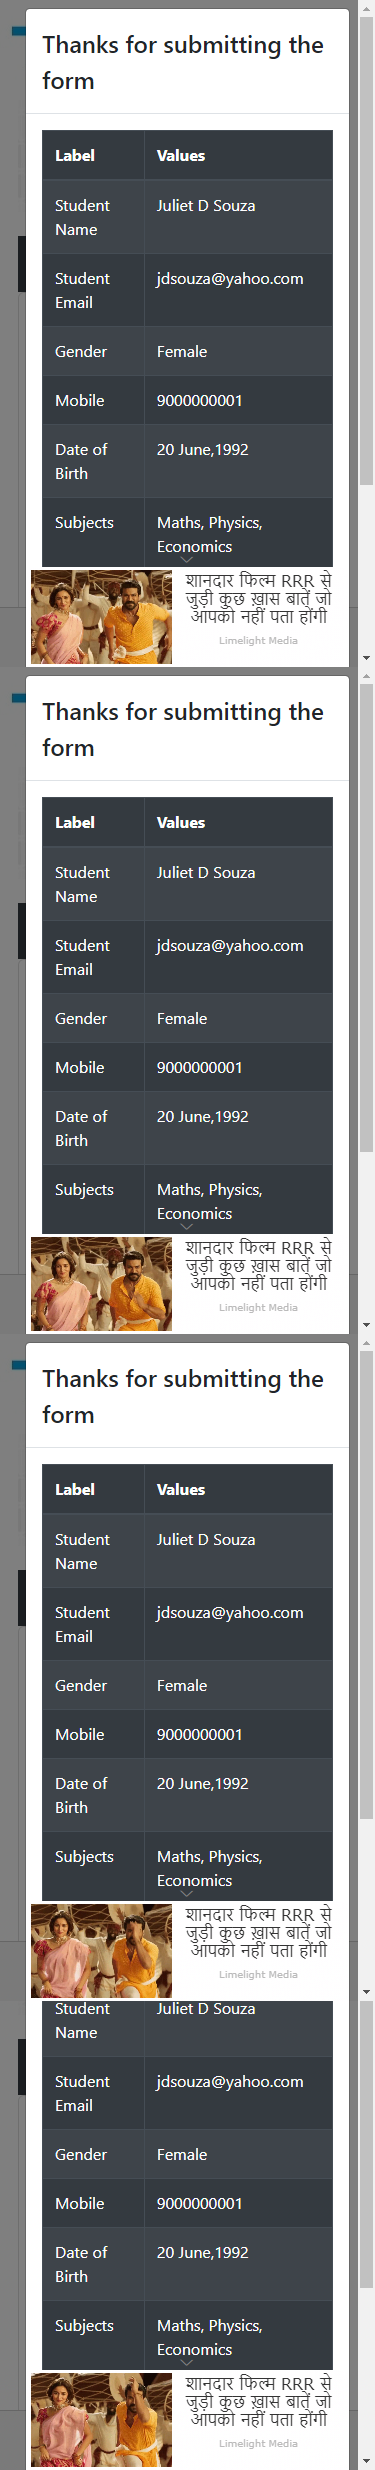 Thanks for submitting the
form
Label Values
Student Juliet D Souza
Name
Student jdsouza@yahoo.com
Email
Gender Female
Mobile 9000000001
Date of 20 June,1992
Birth
Subjects Maths, Physics,
Economics
शानदार फिल्म RRR से
जुड़ी कुछ ख़ास बातें जो
आपको नहीं पता होंगी
Limelight Media
Thanks for submitting the
form
Label Values
Student Juliet D Souza
Name
Student jdsouza@yahoo.com
Email
Gender Female
Mobile 9000000001
Date of 20 June,1992
Birth
Subjects Maths, Physics,
Economics
शानदार फिल्म RRR से
जुड़ी कुछ ख़ास बातें जो
आपको नहीं पता होंगी
Limelight Media
Thanks for submitting the
form
Label Values
Student Juliet D Souza
Name
Student jdsouza@yahoo.com
Email
Gender Female
Mobile 9000000001
Date of 20 June,1992
Birth
Subjects Maths, Physics,
Economics
शानदार फिल्म RRR से
जुड़ी कुछ ख़ास बातें जो
आपको नहीं पता होंगी
Limelight Media
Student Juliet D Souza
Name
Student jdsouza@yahoo.com
Email
Gender Female
Mobile 9000000001
Date of 20 June,1992
Birth
Subjects Maths, Physics,
Economics
शानदार फिल्म RRR से
जुड़ी कुछ ख़ास बातें जो
आपको नहीं पता होंगी
Limelight Media